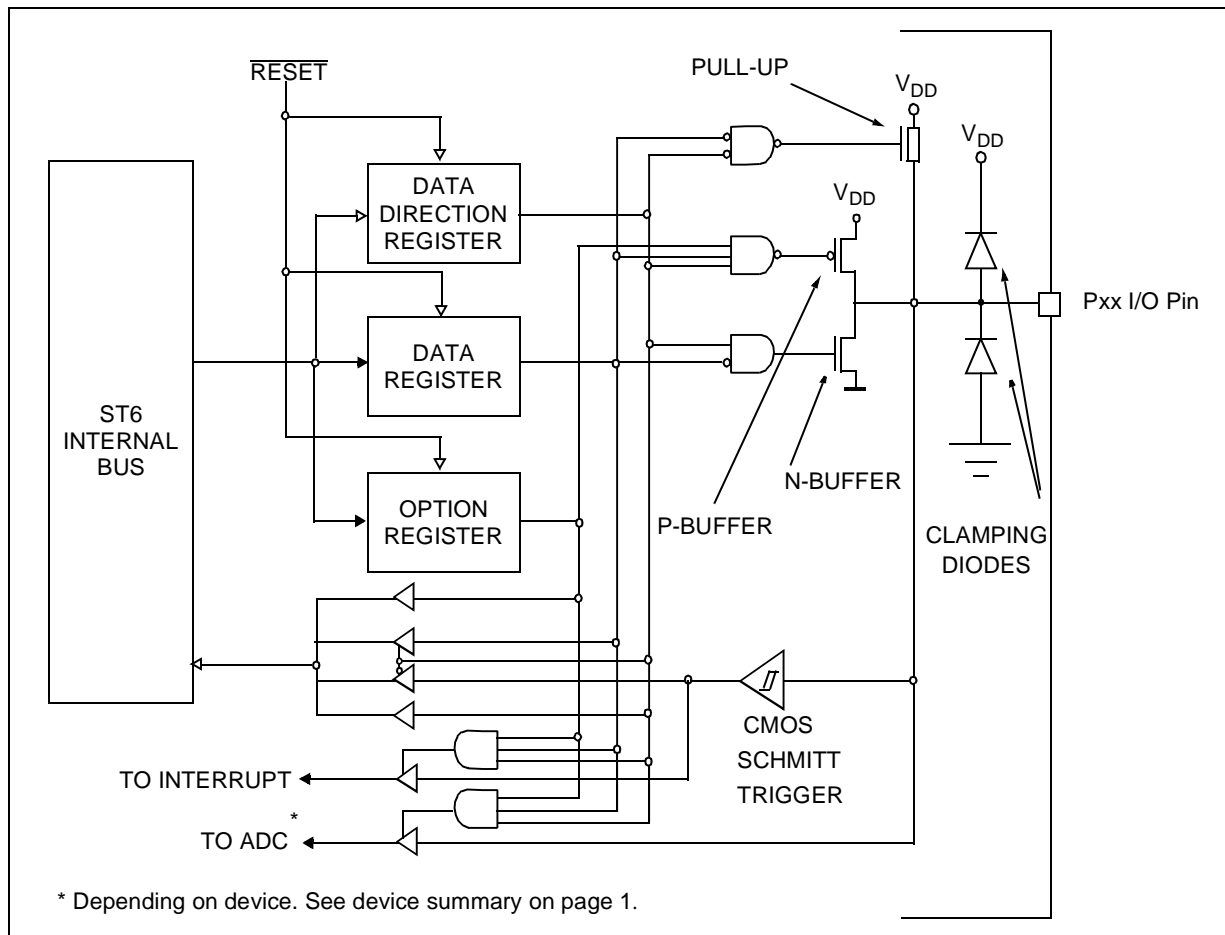 RESET
PULL-UP
VDD
VDD
VDD
DATA
DIRECTION
REGISTER
DATA
REGISTER
OPTION
REGISTER
ST6
INTERNAL
BUS
Pxx I/O Pin
N-BUFFER
P-BUFFER
CLAMPING
DIODES
CMOS
SCHMITT
TRIGGER
TO INTERRUPT
TO ADC*
* Depending on device. See device summary on page 1.